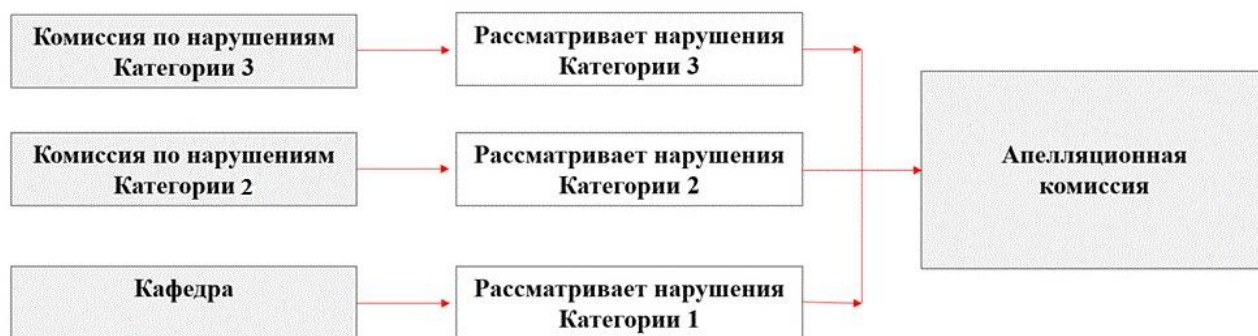 Комиссия по нарушениям
Категории 3
Рассматривает нарушения
Категории 3
Комиссия по нарушениям
Категории 2
Рассматривает нарушения
Категории 2
Апелляционная
комиссия
Кафедра
Рассматривает нарушения
Категории 1